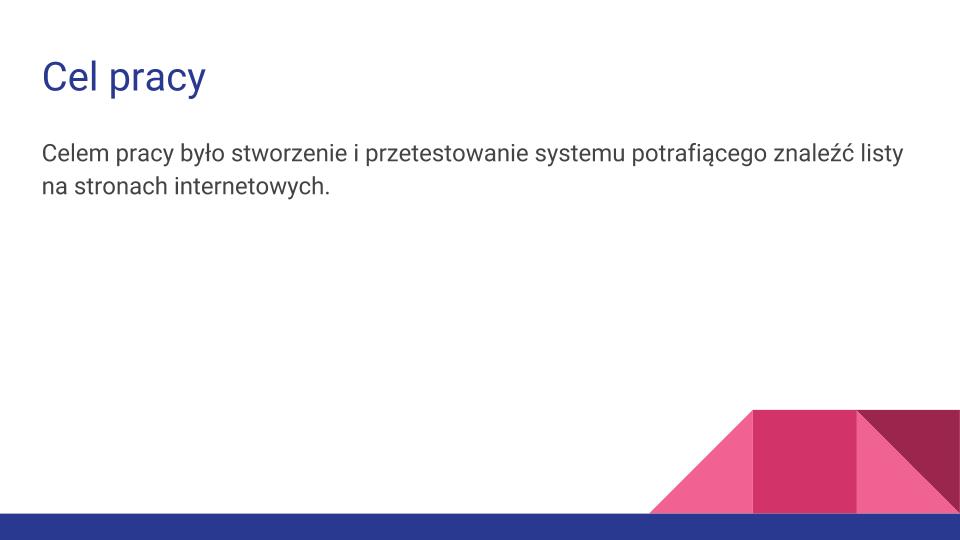 Cel pracy
Celem pracy było stworzenie i przetestowanie systemu potrafiącego znaleźć listy
na stronach internetowych.